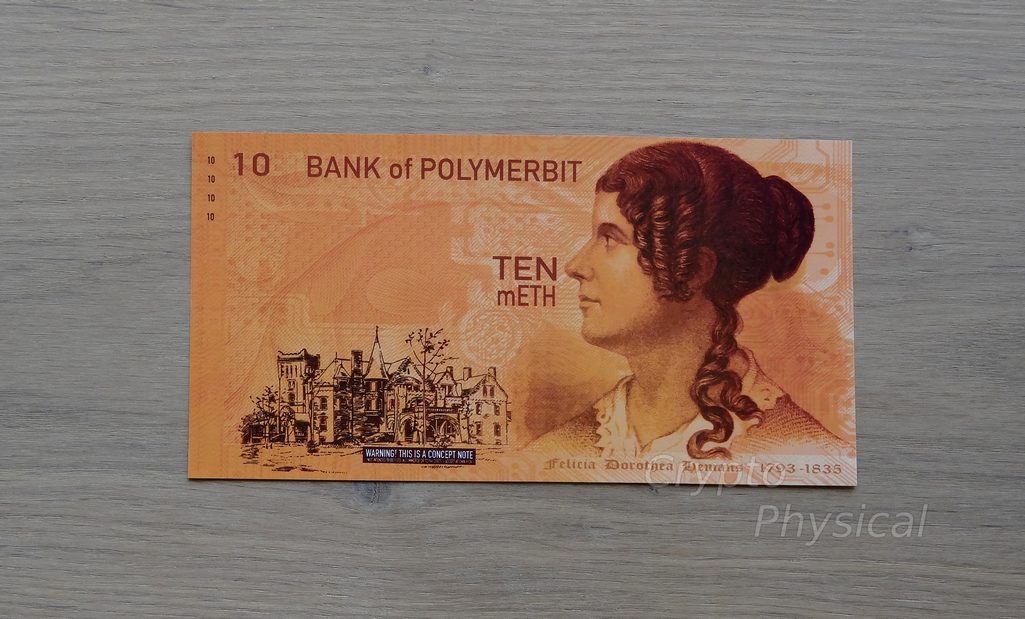 10
10
10
10
10
BANK of POLYMERBIT
TEN
mETH
WARNING! THIS IS A CONCEPT NOTE
Felicia Dorothea Hemans 1793-1835
Crypto
Physical